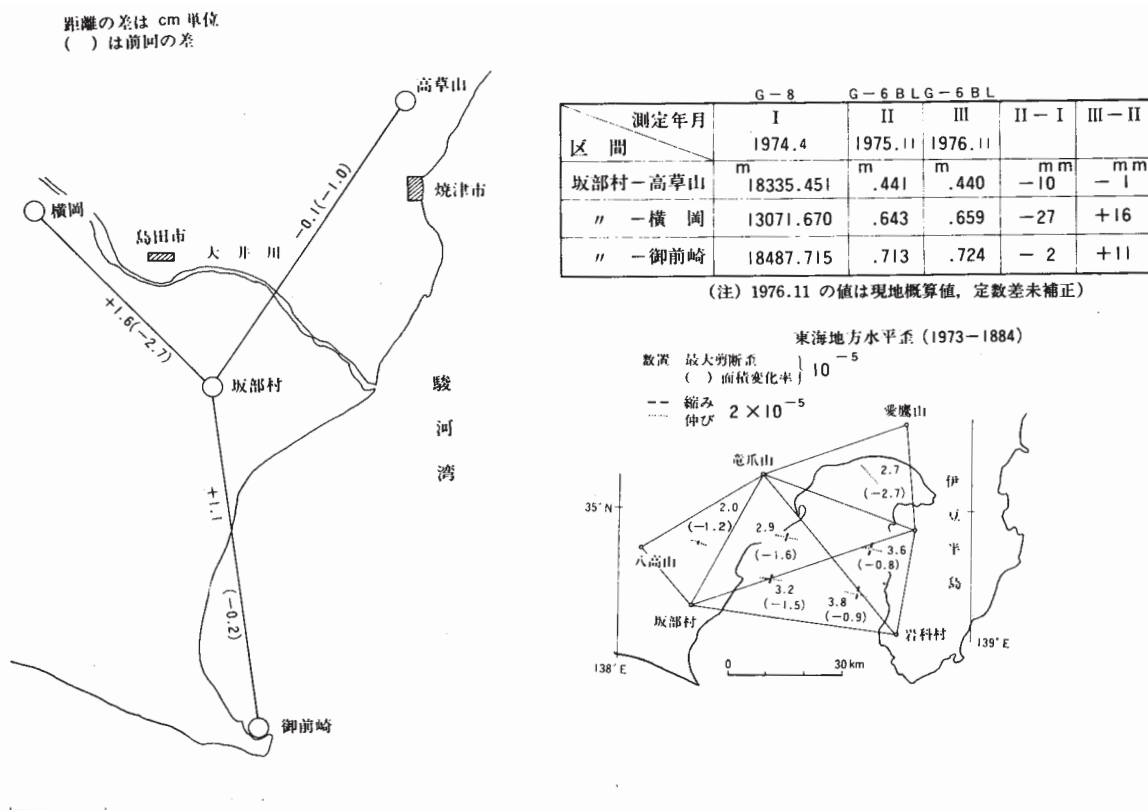 距離の差は cm 単位
( ) は前回の差
高草山
焼津市
横岡
島田市
大井川
-0.1(-1.0)
+1.6(-2.7)
坂部村
駿河湾
+1.1
(-0.2)
御前崎
G-8 G-6BL G-6BL
測定年月 I II III II-I III-II
区間 1974.4 1975.11 1976.11
m m m mm mm
坂部村-高草山 18335.451 .441 .440 -10 -1
〃 -横岡 13071.670 .643 .659 -27 +16
〃 -御前崎 18487.715 .713 .724 -2 +11
(注) 1976.11 の値は現地概算値, 定数差未補正)
東海地方水平歪 (1973-1884)
数置 最大剪断歪
( ) 面積変化率 } 10⁻⁵
縮み
伸び 2×10⁻⁵
愛鷹山
竜爪山
35°N
2.7
(-2.7)
伊豆半島
2.0
(-1.2)
2.9
(-1.6)
3.6
(-0.8)
八高山
3.2
(-1.5)
3.8
(-0.9)
坂部村
岩科村
138°E
139°E
0 30 km